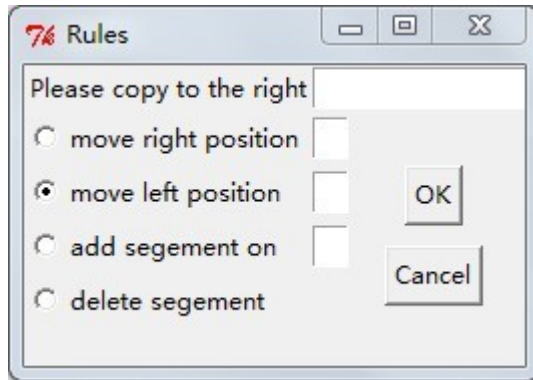 Rules
Please copy to the right
move right position
move left position
OK
add segement on
Cancel
delete segement